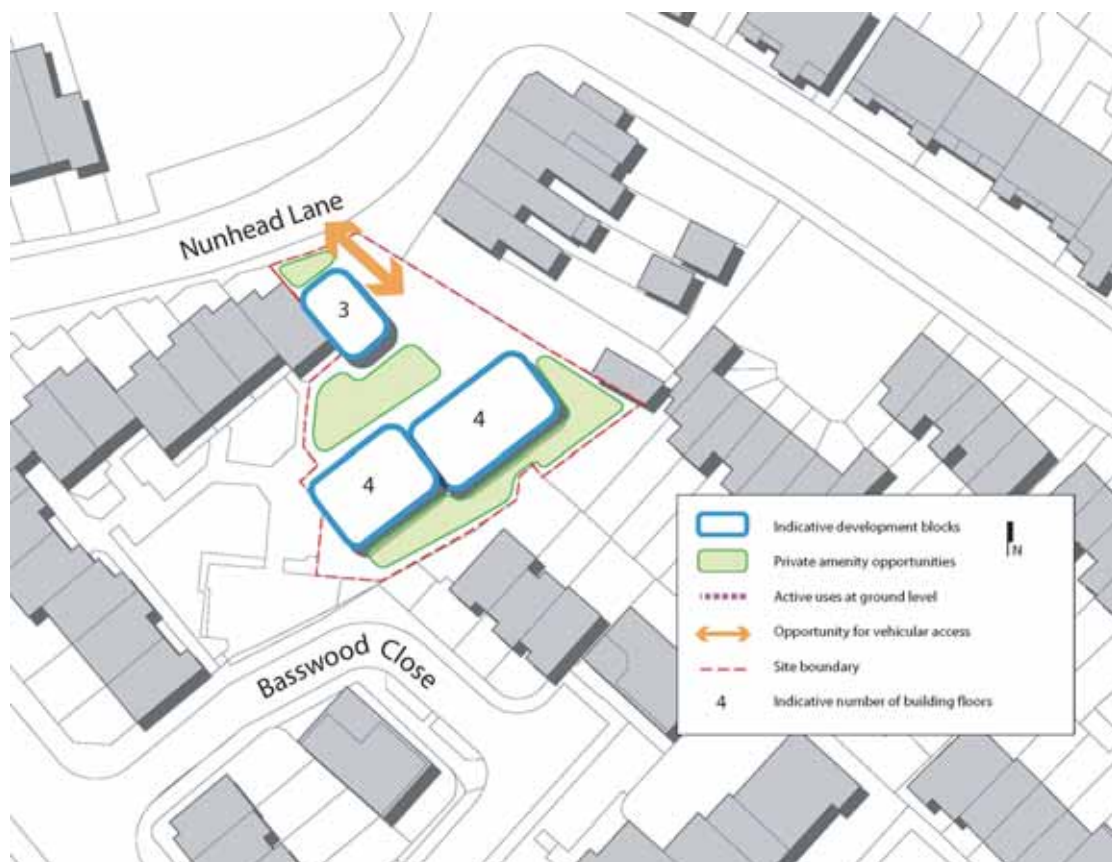 Nunhead Lane
3
4
4
Basswood Close
Indicative development blocks
N
Private amenity opportunities
Active uses at ground level
Opportunity for vehicular access
Site boundary
4 Indicative number of building floors